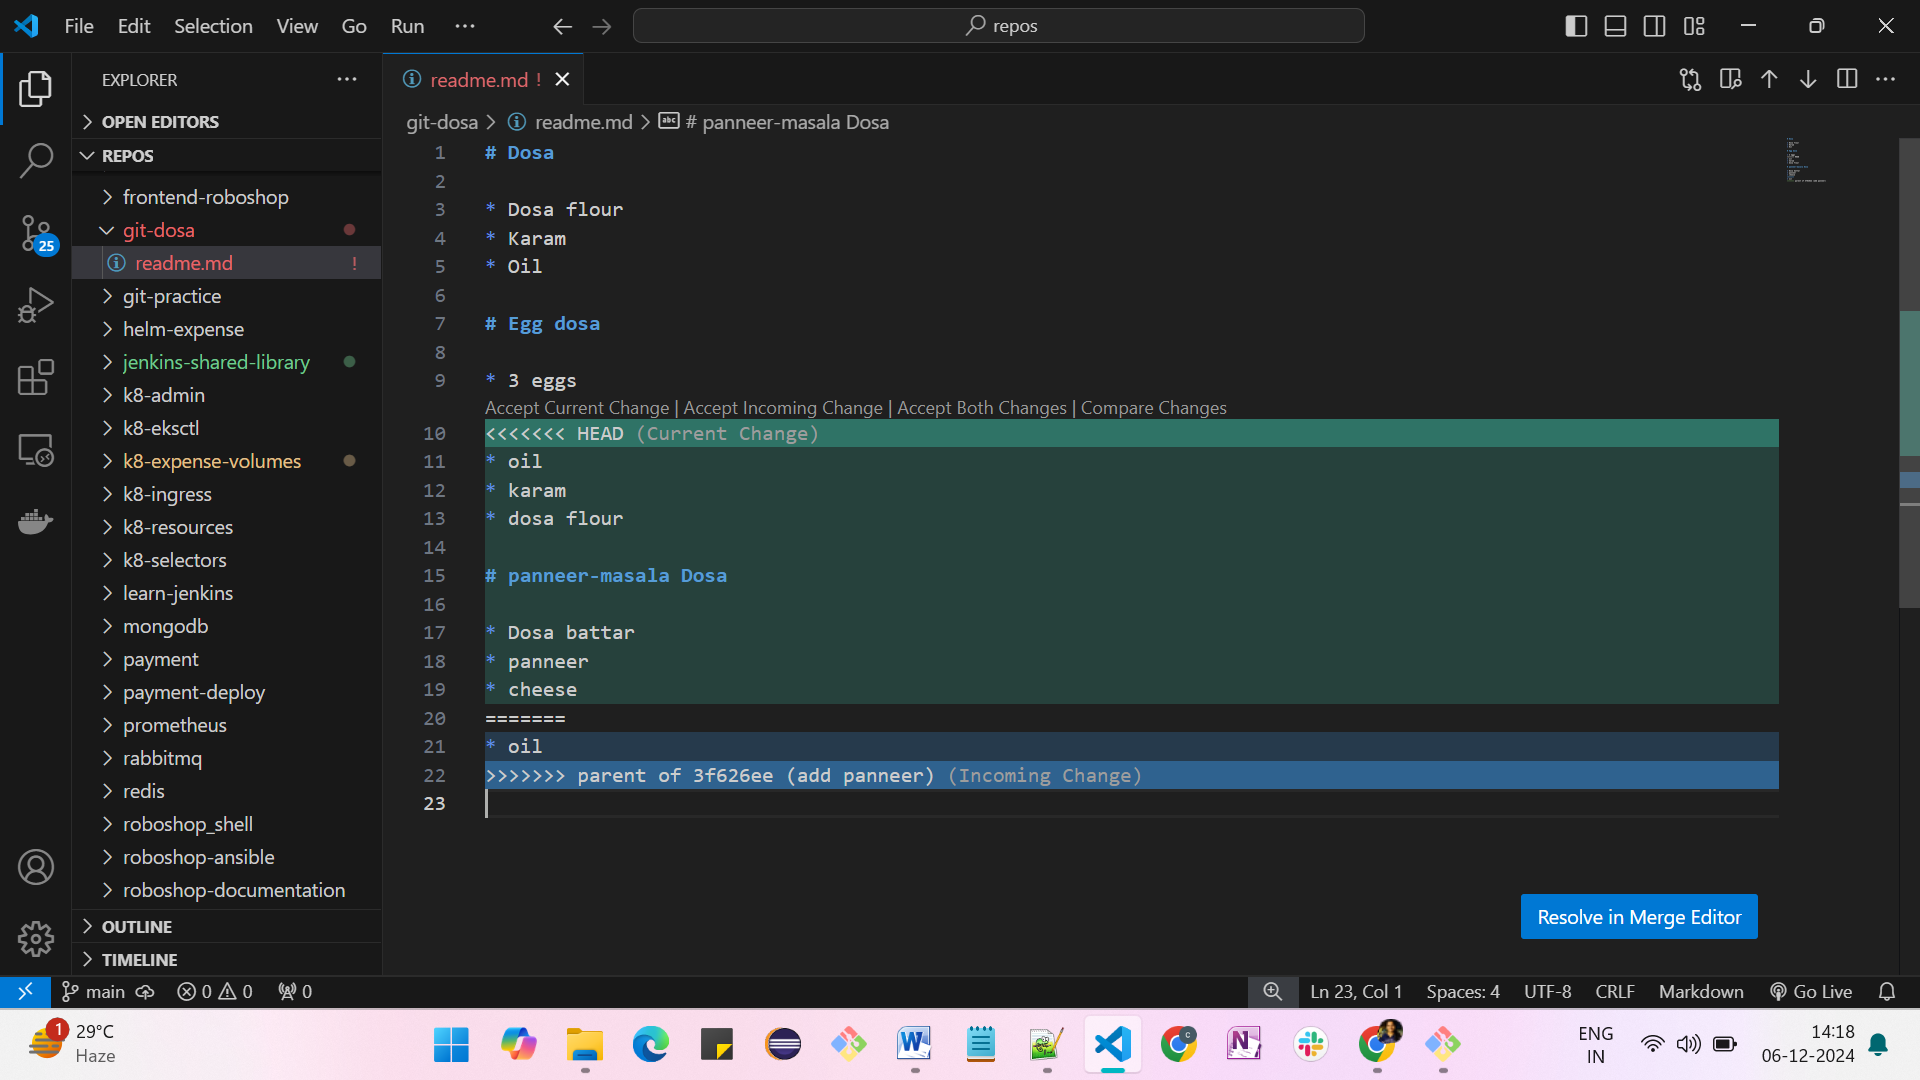 File Edit Selection View Go Run ··· repos
EXPLORER ···
OPEN EDITORS
REPOS
frontend-roboshop
git-dosa
readme.md !
git-practice
helm-expense
jenkins-shared-library
k8-admin
k8-eksctl
k8-expense-volumes
k8-ingress
k8-resources
k8-selectors
learn-jenkins
mongodb
payment
payment-deploy
prometheus
rabbitmq
redis
roboshop_shell
roboshop-ansible
roboshop-documentation
OUTLINE
TIMELINE
25
readme.md !
git-dosa > readme.md > abc # panneer-masala Dosa
1 # Dosa
2
3 * Dosa flour
4 * Karam
5 * Oil
6
7 # Egg dosa
8
9 * 3 eggs
Accept Current Change | Accept Incoming Change | Accept Both Changes | Compare Changes
10 <<<<<<< HEAD (Current Change)
11 * oil
12 * karam
13 * dosa flour
14
15 # panneer-masala Dosa
16
17 * Dosa battar
18 * panneer
19 * cheese
20 =======
21 * oil
22 >>>>>>> parent of 3f626ee (add panneer) (Incoming Change)
23
Resolve in Merge Editor
main 0 0 0 Ln 23, Col 1 Spaces: 4 UTF-8 CRLF Markdown Go Live
1 29°C
Haze
ENG
IN
14:18
06-12-2024